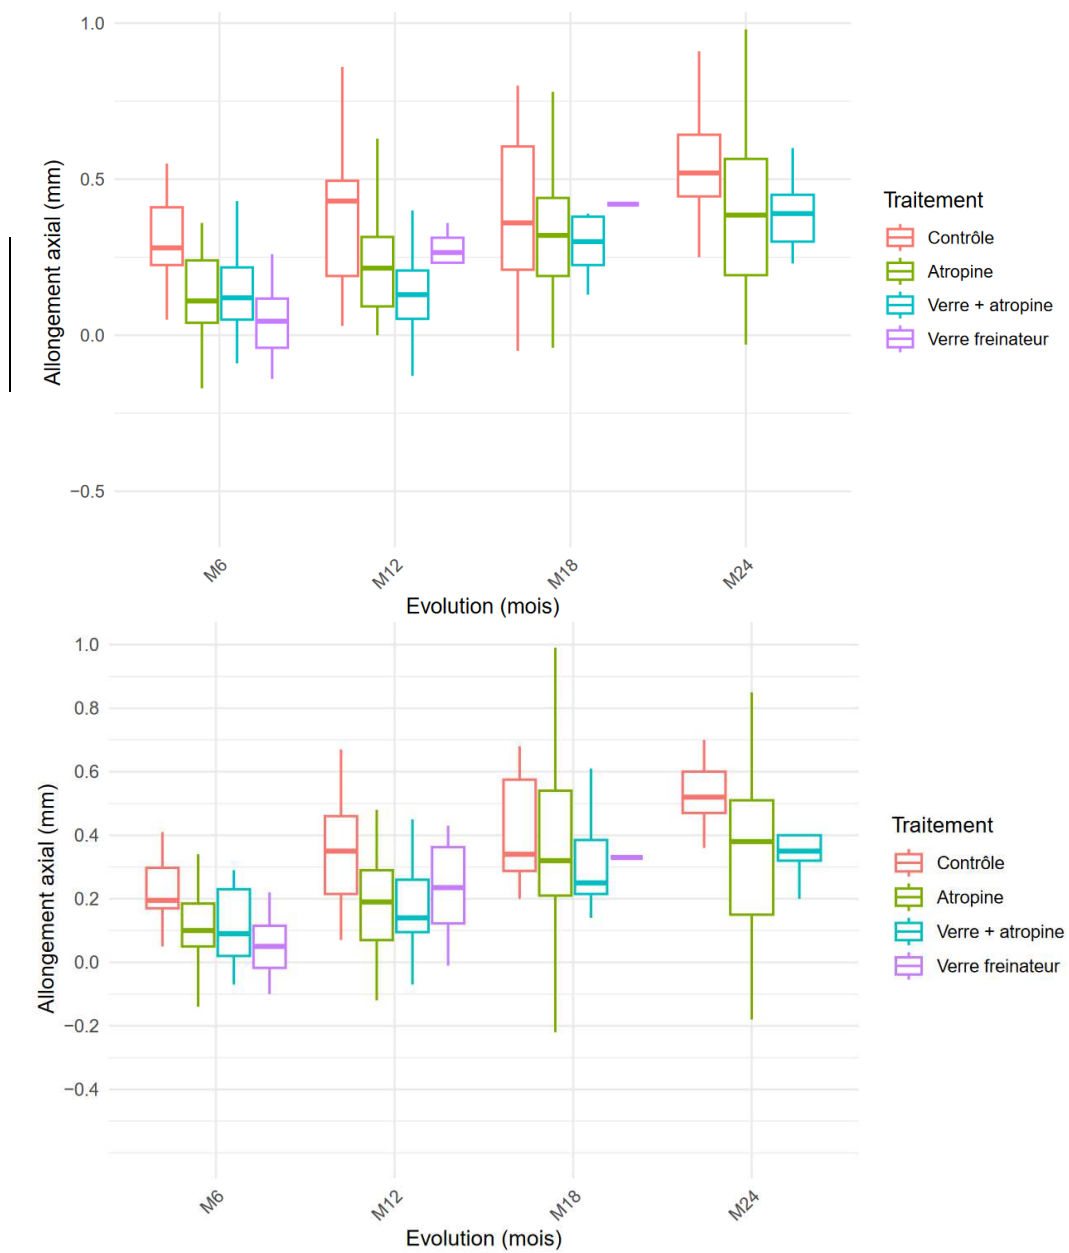 1.0
0.5
0.0
−0.5
Allongement axial (mm)
M6
M12
M18
M24
Evolution (mois)
Traitement
Contrôle
Atropine
Verre + atropine
Verre freinateur
1.0
0.8
0.6
0.4
0.2
0.0
−0.2
−0.4
Allongement axial (mm)
M6
M12
M18
M24
Evolution (mois)
Traitement
Contrôle
Atropine
Verre + atropine
Verre freinateur